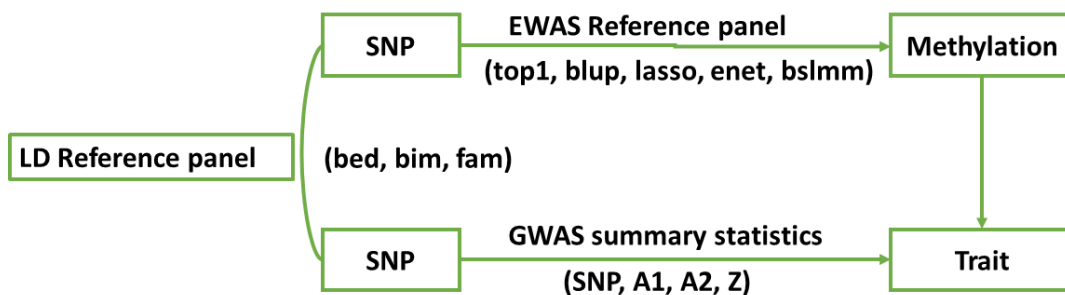 EWAS Reference panel
SNP
Methylation
(top1, blup, lasso, enet, bslmm)
LD Reference panel
(bed, bim, fam)
GWAS summary statistics
SNP
Trait
(SNP, A1, A2, Z)